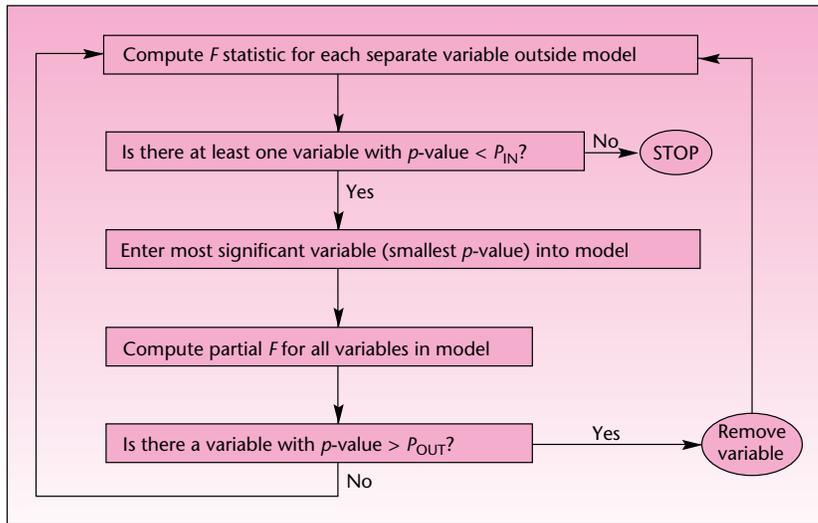 Compute F statistic for each separate variable outside model
Is there at least one variable with p-value < P_IN?
No
STOP
Yes
Enter most significant variable (smallest p-value) into model
Compute partial F for all variables in model
Is there a variable with p-value > P_OUT?
Yes
Remove
variable
No